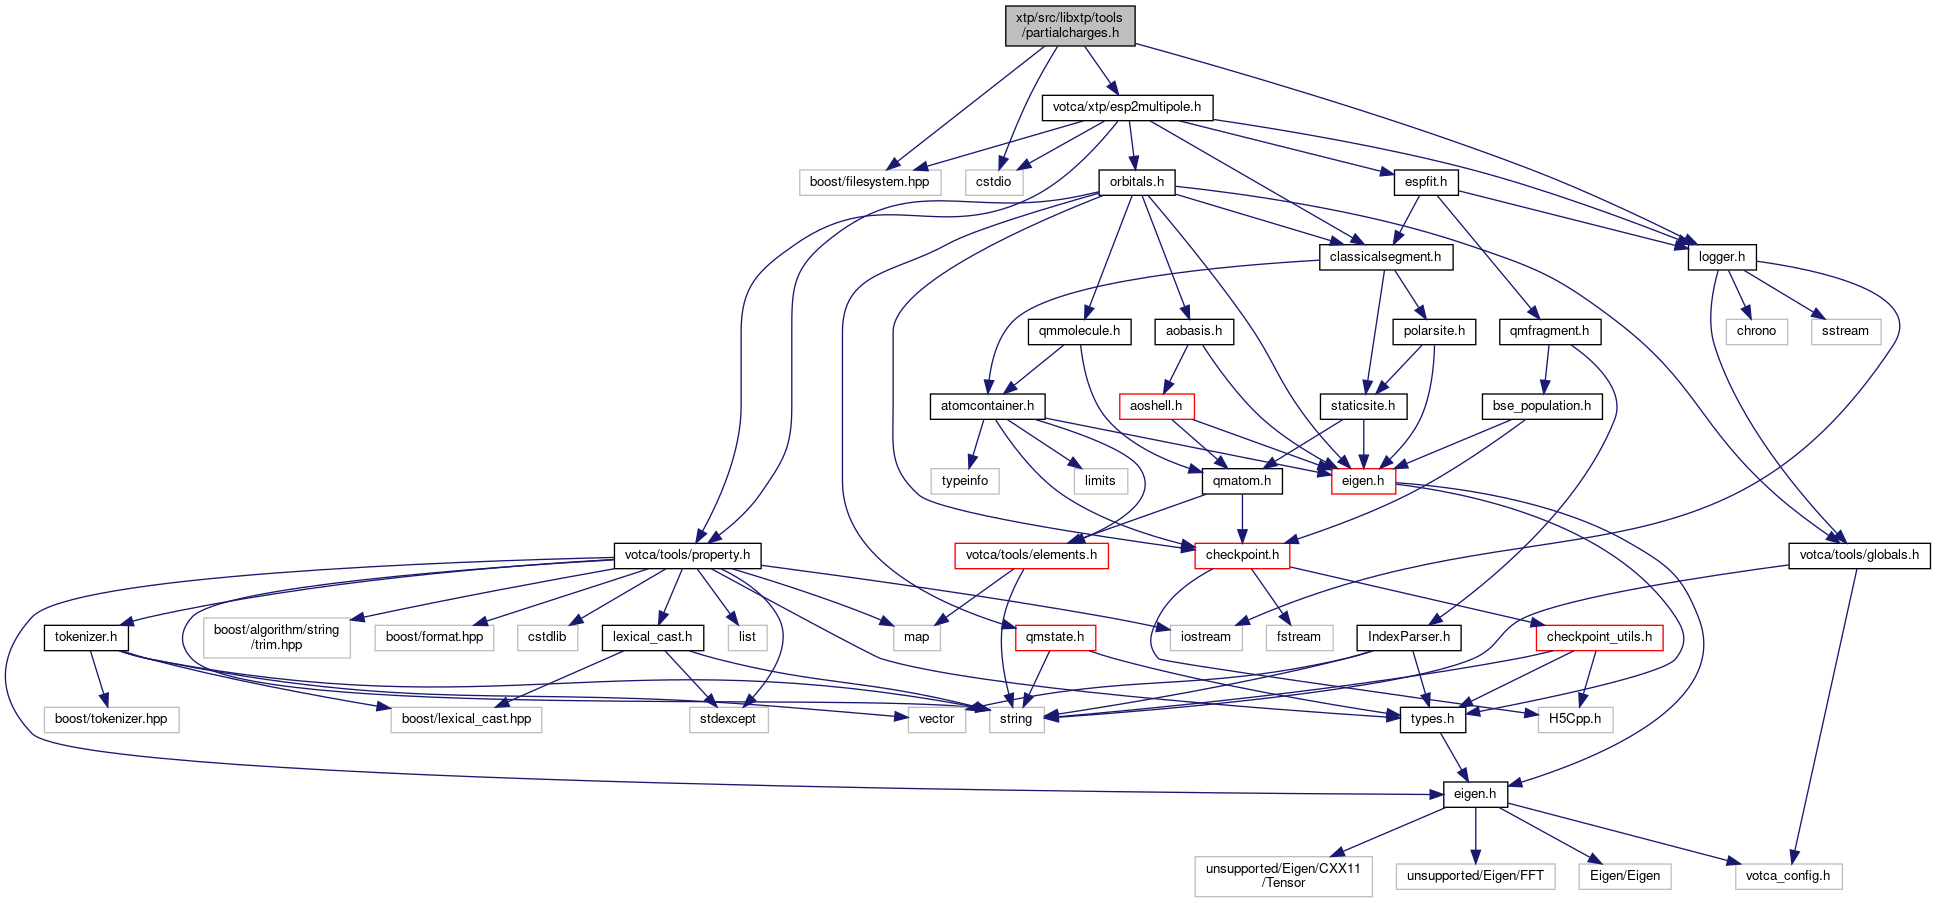 xtp/src/libxtp/tools
/partialcharges.h
votca/xtp/esp2multipole.h
boost/filesystem.hpp
cstdio
orbitals.h
espfit.h
classicalsegment.h
logger.h
qmmolecule.h
aobasis.h
polarsite.h
qmfragment.h
chrono
sstream
atomcontainer.h
aoshell.h
staticsite.h
bse_population.h
typeinfo
limits
qmatom.h
eigen.h
votca/tools/property.h
votca/tools/elements.h
checkpoint.h
votca/tools/globals.h
tokenizer.h
boost/algorithm/string
/trim.hpp
boost/format.hpp
cstdlib
lexical_cast.h
list
map
qmstate.h
iostream
fstream
IndexParser.h
checkpoint_utils.h
boost/tokenizer.hpp
boost/lexical_cast.hpp
stdexcept
vector
string
types.h
H5Cpp.h
eigen.h
unsupported/Eigen/CXX11
/Tensor
unsupported/Eigen/FFT
Eigen/Eigen
votca_config.h